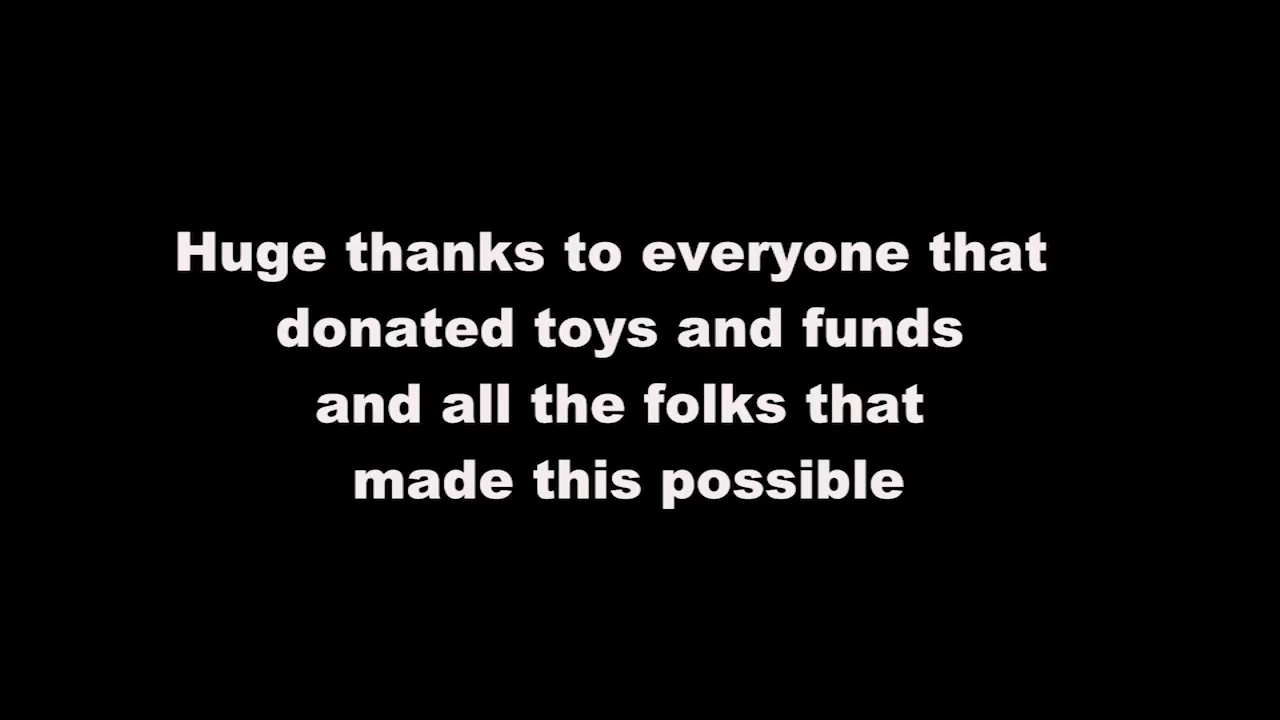 Huge thanks to everyone that
donated toys and funds
and all the folks that
made this possible